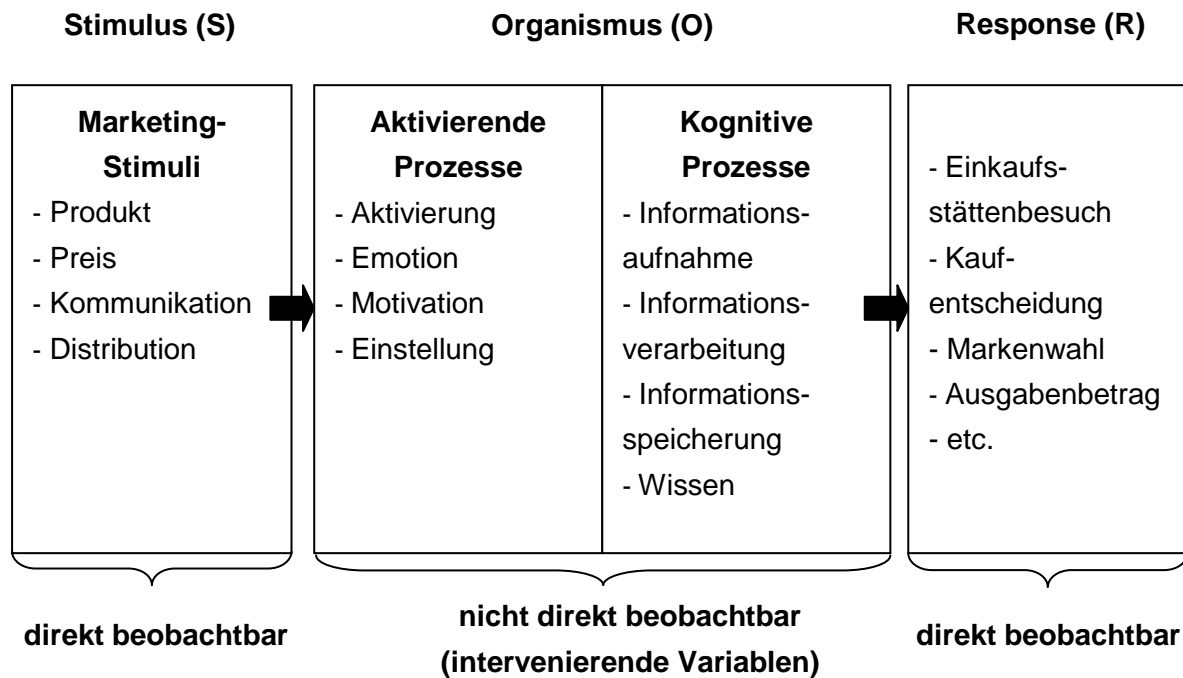 Stimulus (S)
Organismus (O)
Response (R)
Marketing-
Stimuli
- Produkt
- Preis
- Kommunikation
- Distribution
Aktivierende
Prozesse
- Aktivierung
- Emotion
- Motivation
- Einstellung
Kognitive
Prozesse
- Informations-
aufnahme
- Informations-
verarbeitung
- Informations-
speicherung
- Wissen
- Einkaufs-
stättenbesuch
- Kauf-
entscheidung
- Markenwahl
- Ausgabenbetrag
- etc.
direkt beobachtbar
nicht direkt beobachtbar
(intervenierende Variablen)
direkt beobachtbar